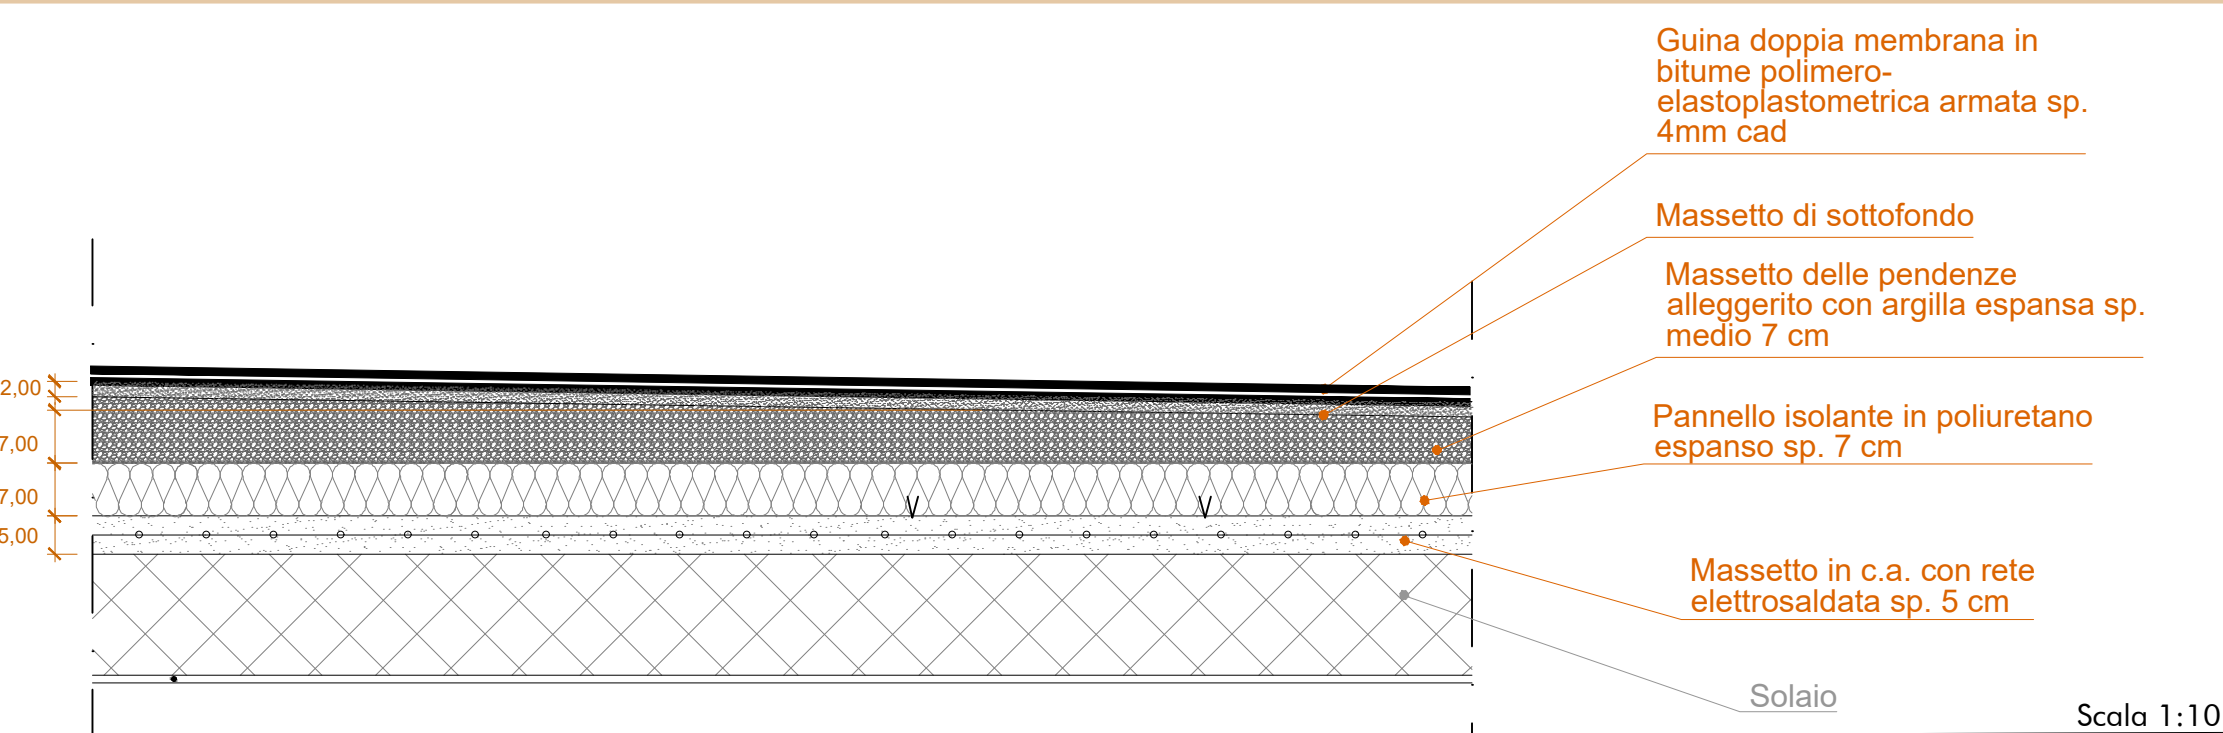 Guina doppia membrana in
bitume polimero-
elastoplastometrica armata sp.
4mm cad
Massetto di sottofondo
Massetto delle pendenze
alleggerito con argilla espansa sp.
medio 7 cm
2,00
7,00
7,00
5,00
Pannello isolante in poliuretano
espanso sp. 7 cm
Massetto in c.a. con rete
elettrosaldata sp. 5 cm
Solaio
Scala 1:10